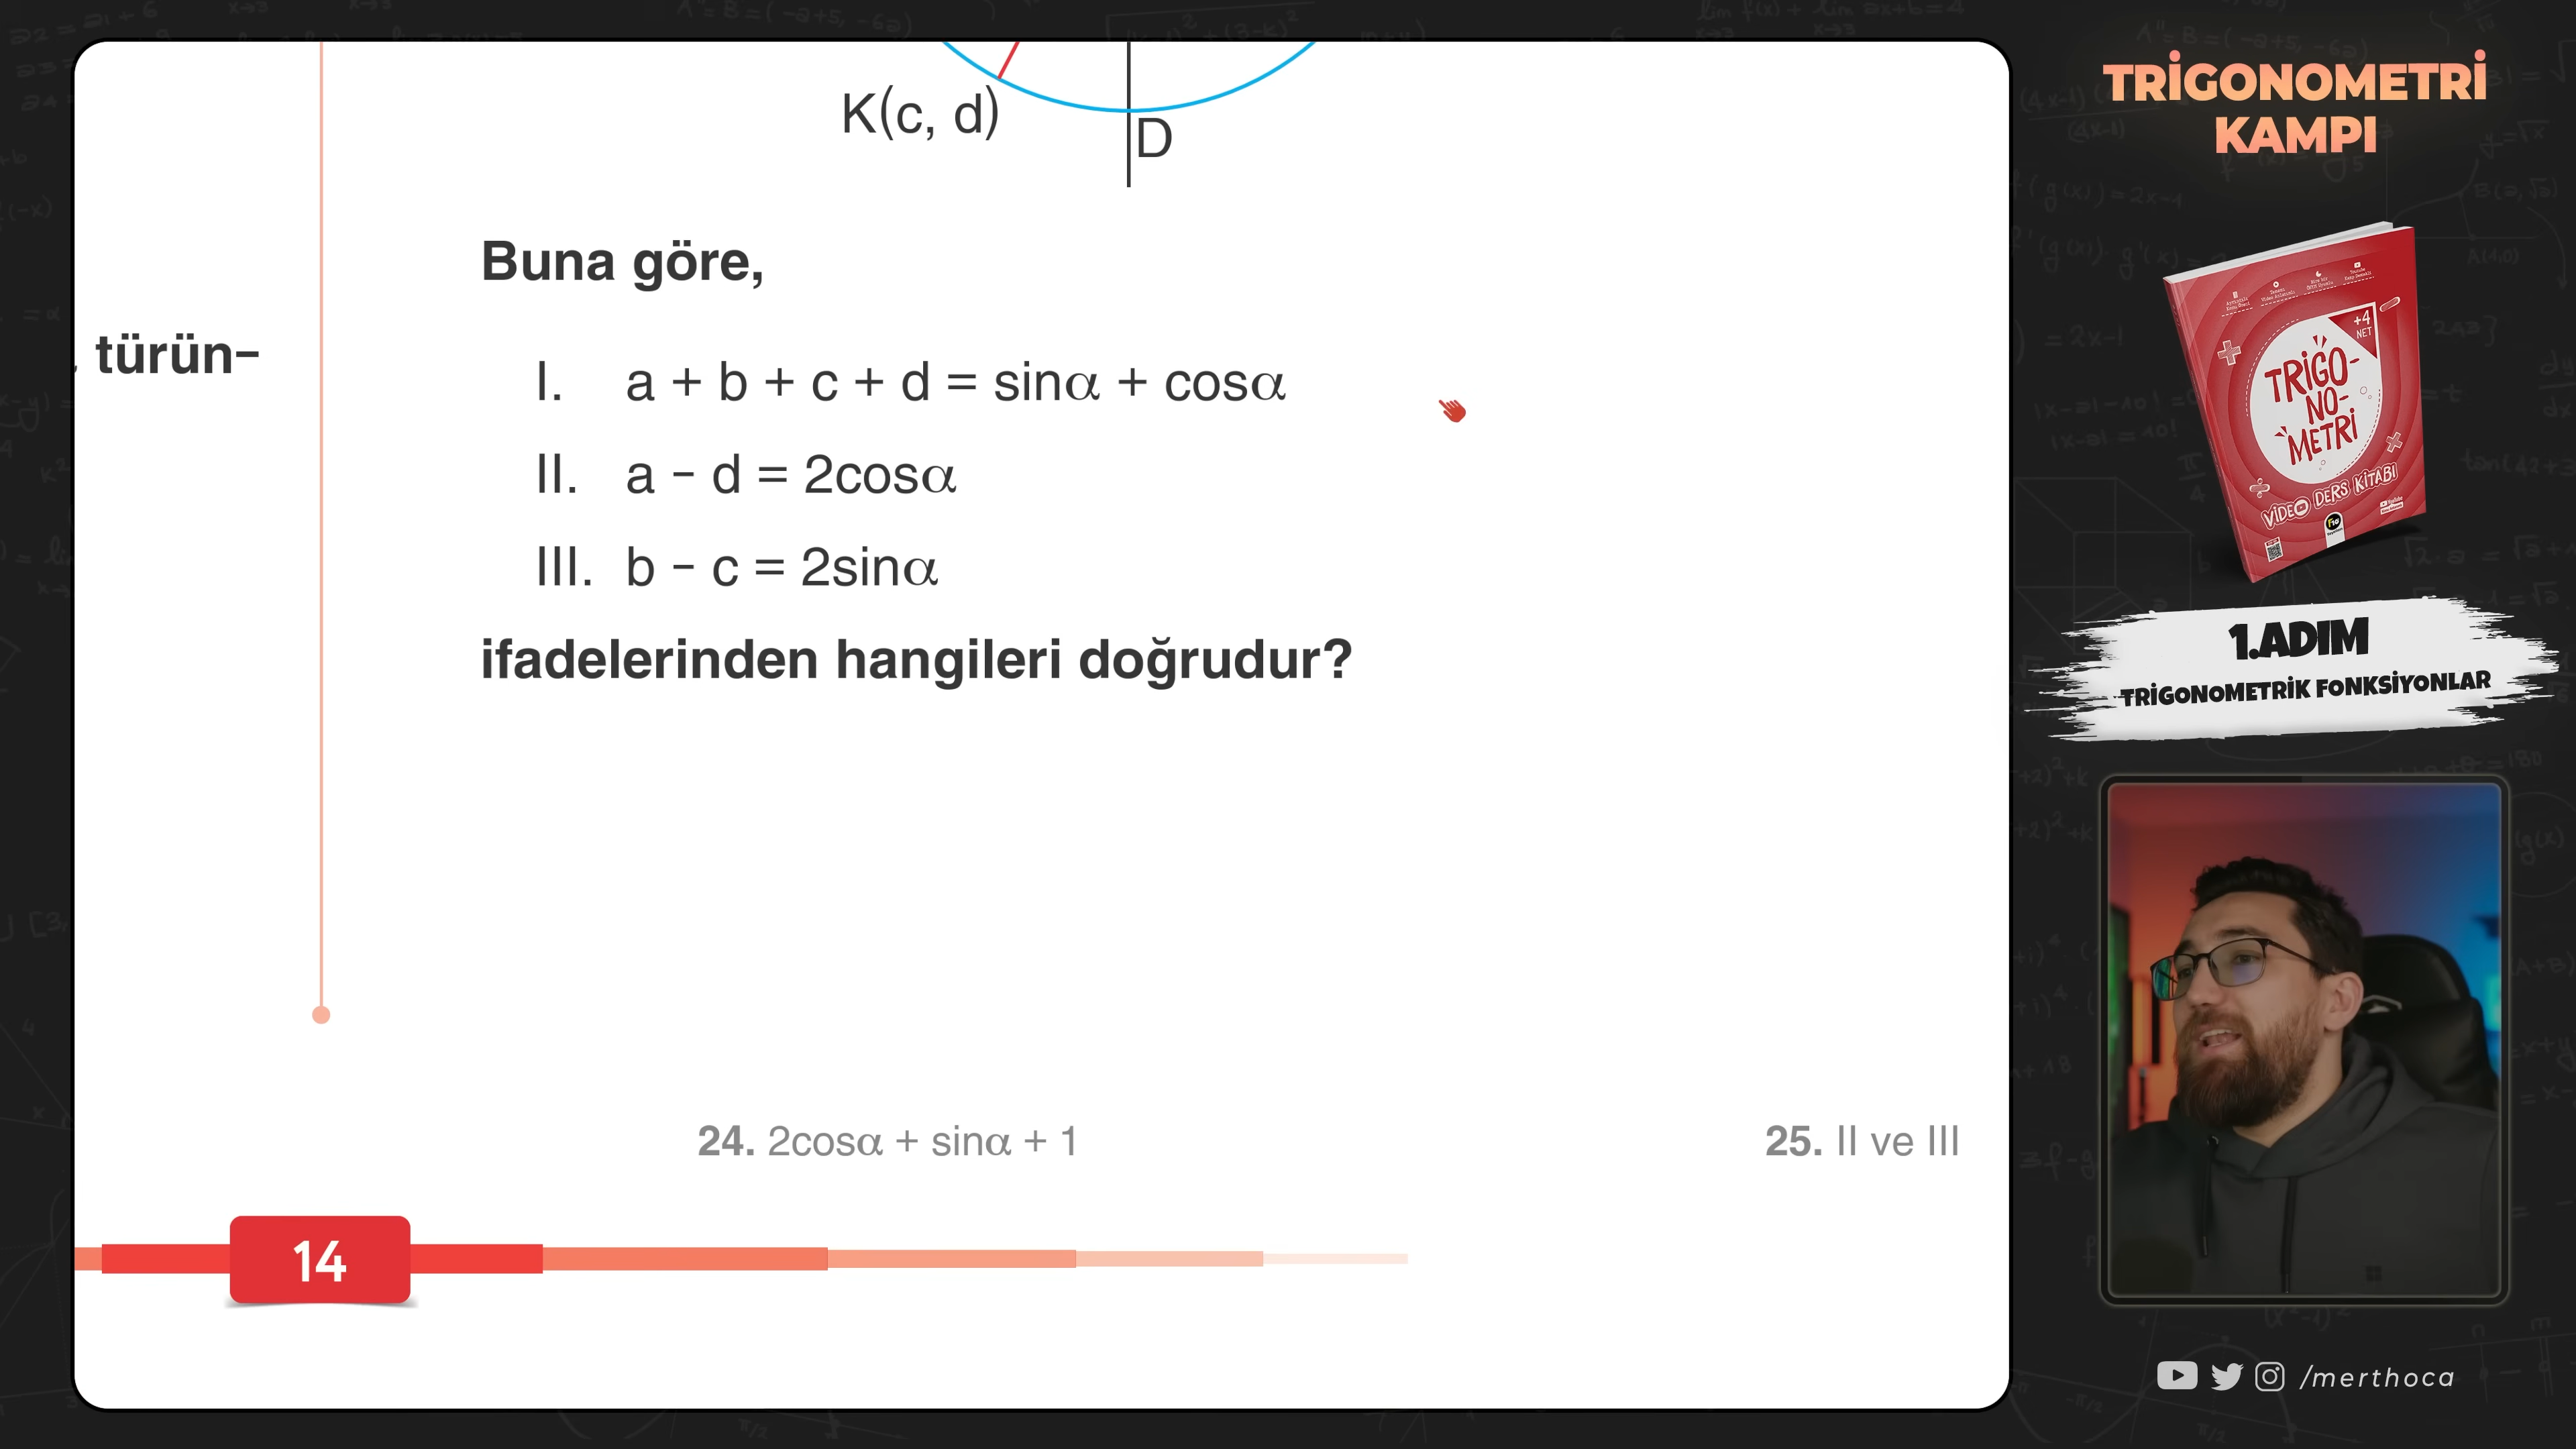 K(c, d)
D
Buna göre,
türün-
I. a + b + c + d = sinα + cosα
II. a - d = 2cosα
III. b - c = 2sinα
ifadelerinden hangileri doğrudur?
24. 2cosα + sinα + 1
25. II ve III
14
TRİGONOMETRİ
KAMPI
+4
NET
TRİGO-
NO-
METRİ
VİDEO DERS KİTABI
1.ADIM
TRİGONOMETRİK FONKSİYONLAR
/merthoca